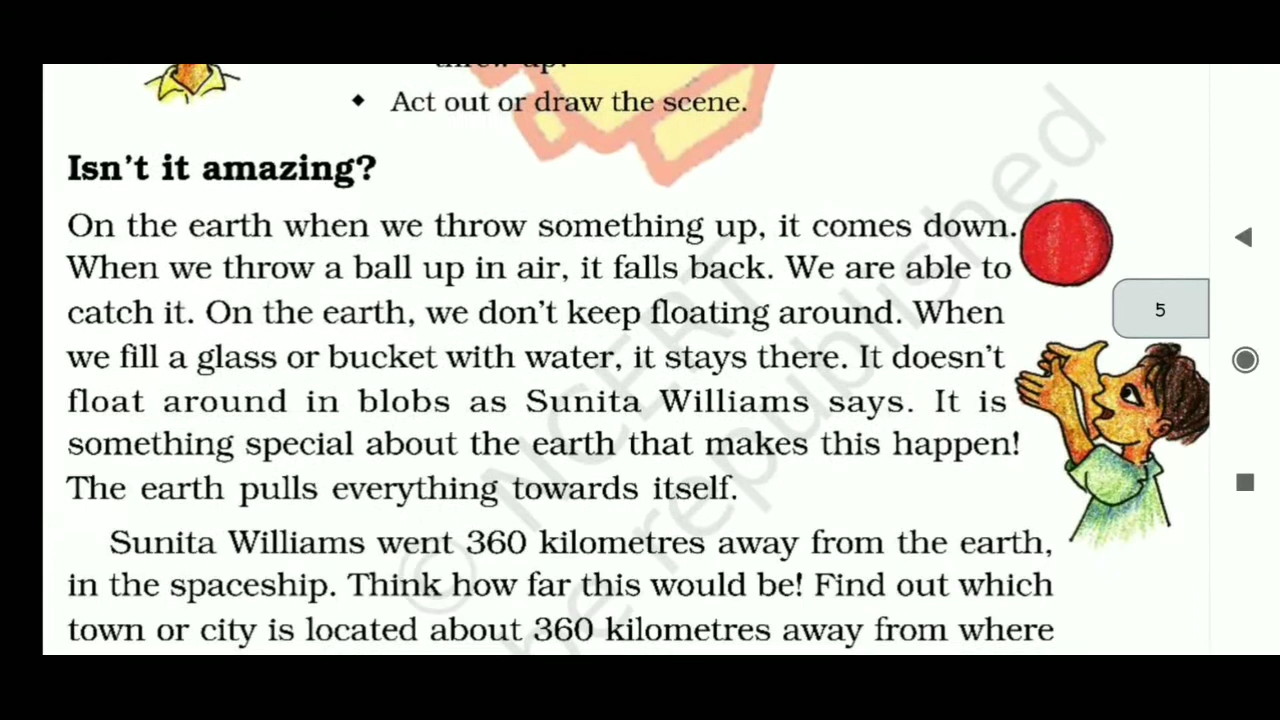 threw up.
◆ Act out or draw the scene.
Isn't it amazing?
On the earth when we throw something up, it comes down.
When we throw a ball up in air, it falls back. We are able to
catch it. On the earth, we don't keep floating around. When
we fill a glass or bucket with water, it stays there. It doesn't
float around in blobs as Sunita Williams says. It is
something special about the earth that makes this happen!
The earth pulls everything towards itself.
Sunita Williams went 360 kilometres away from the earth,
in the spaceship. Think how far this would be! Find out which
town or city is located about 360 kilometres away from where
5
© NCERT
be republished